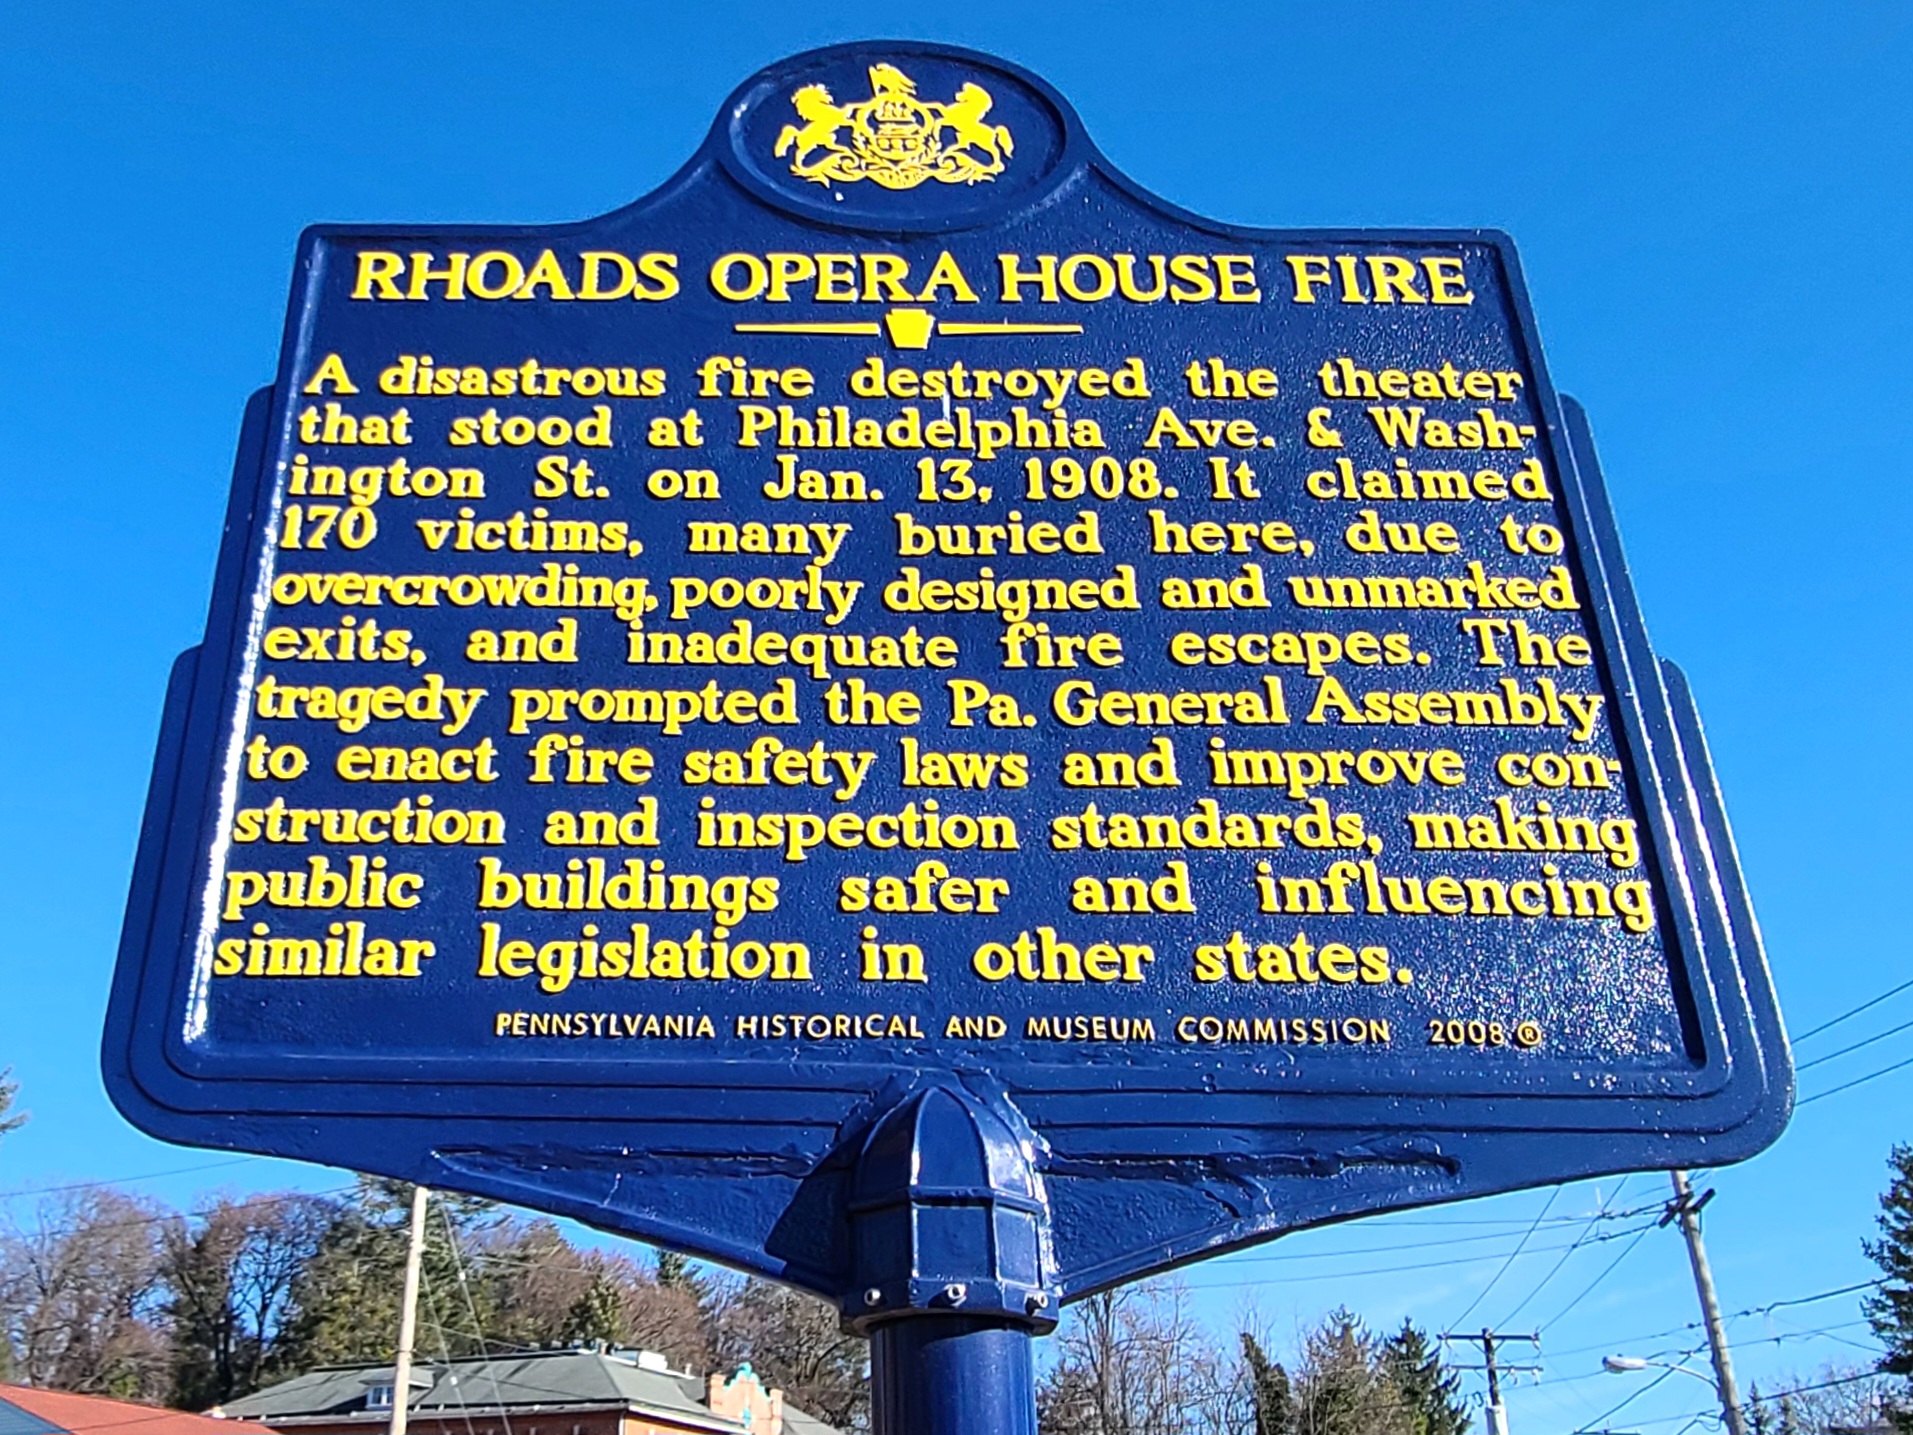 RHOADS OPERA HOUSE FIRE
A disastrous fire destroyed the theater
that stood at Philadelphia Ave. & Wash-
ington St. on Jan. 13, 1908. It claimed
170 victims, many buried here, due to
overcrowding, poorly designed and unmarked
exits, and inadequate fire escapes. The
tragedy prompted the Pa. General Assembly
to enact fire safety laws and improve con-
struction and inspection standards, making
public buildings safer and influencing
similar legislation in other states.
PENNSYLVANIA HISTORICAL AND MUSEUM COMMISSION 2008 ®